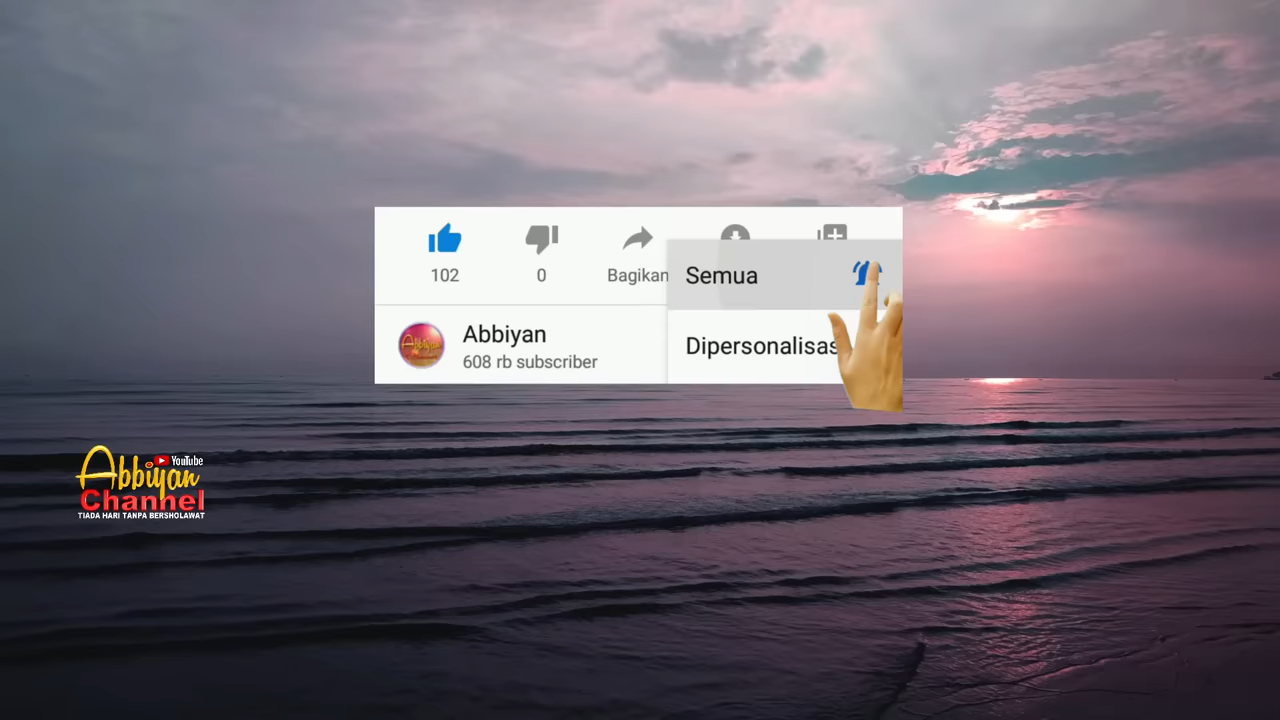 102
0
Bagikan
Semua
Abbiyan
608 rb subscriber
Dipersonalisas
Abbiyan
YouTube
Channel
TIADA HARI TANPA BERSHOLAWAT